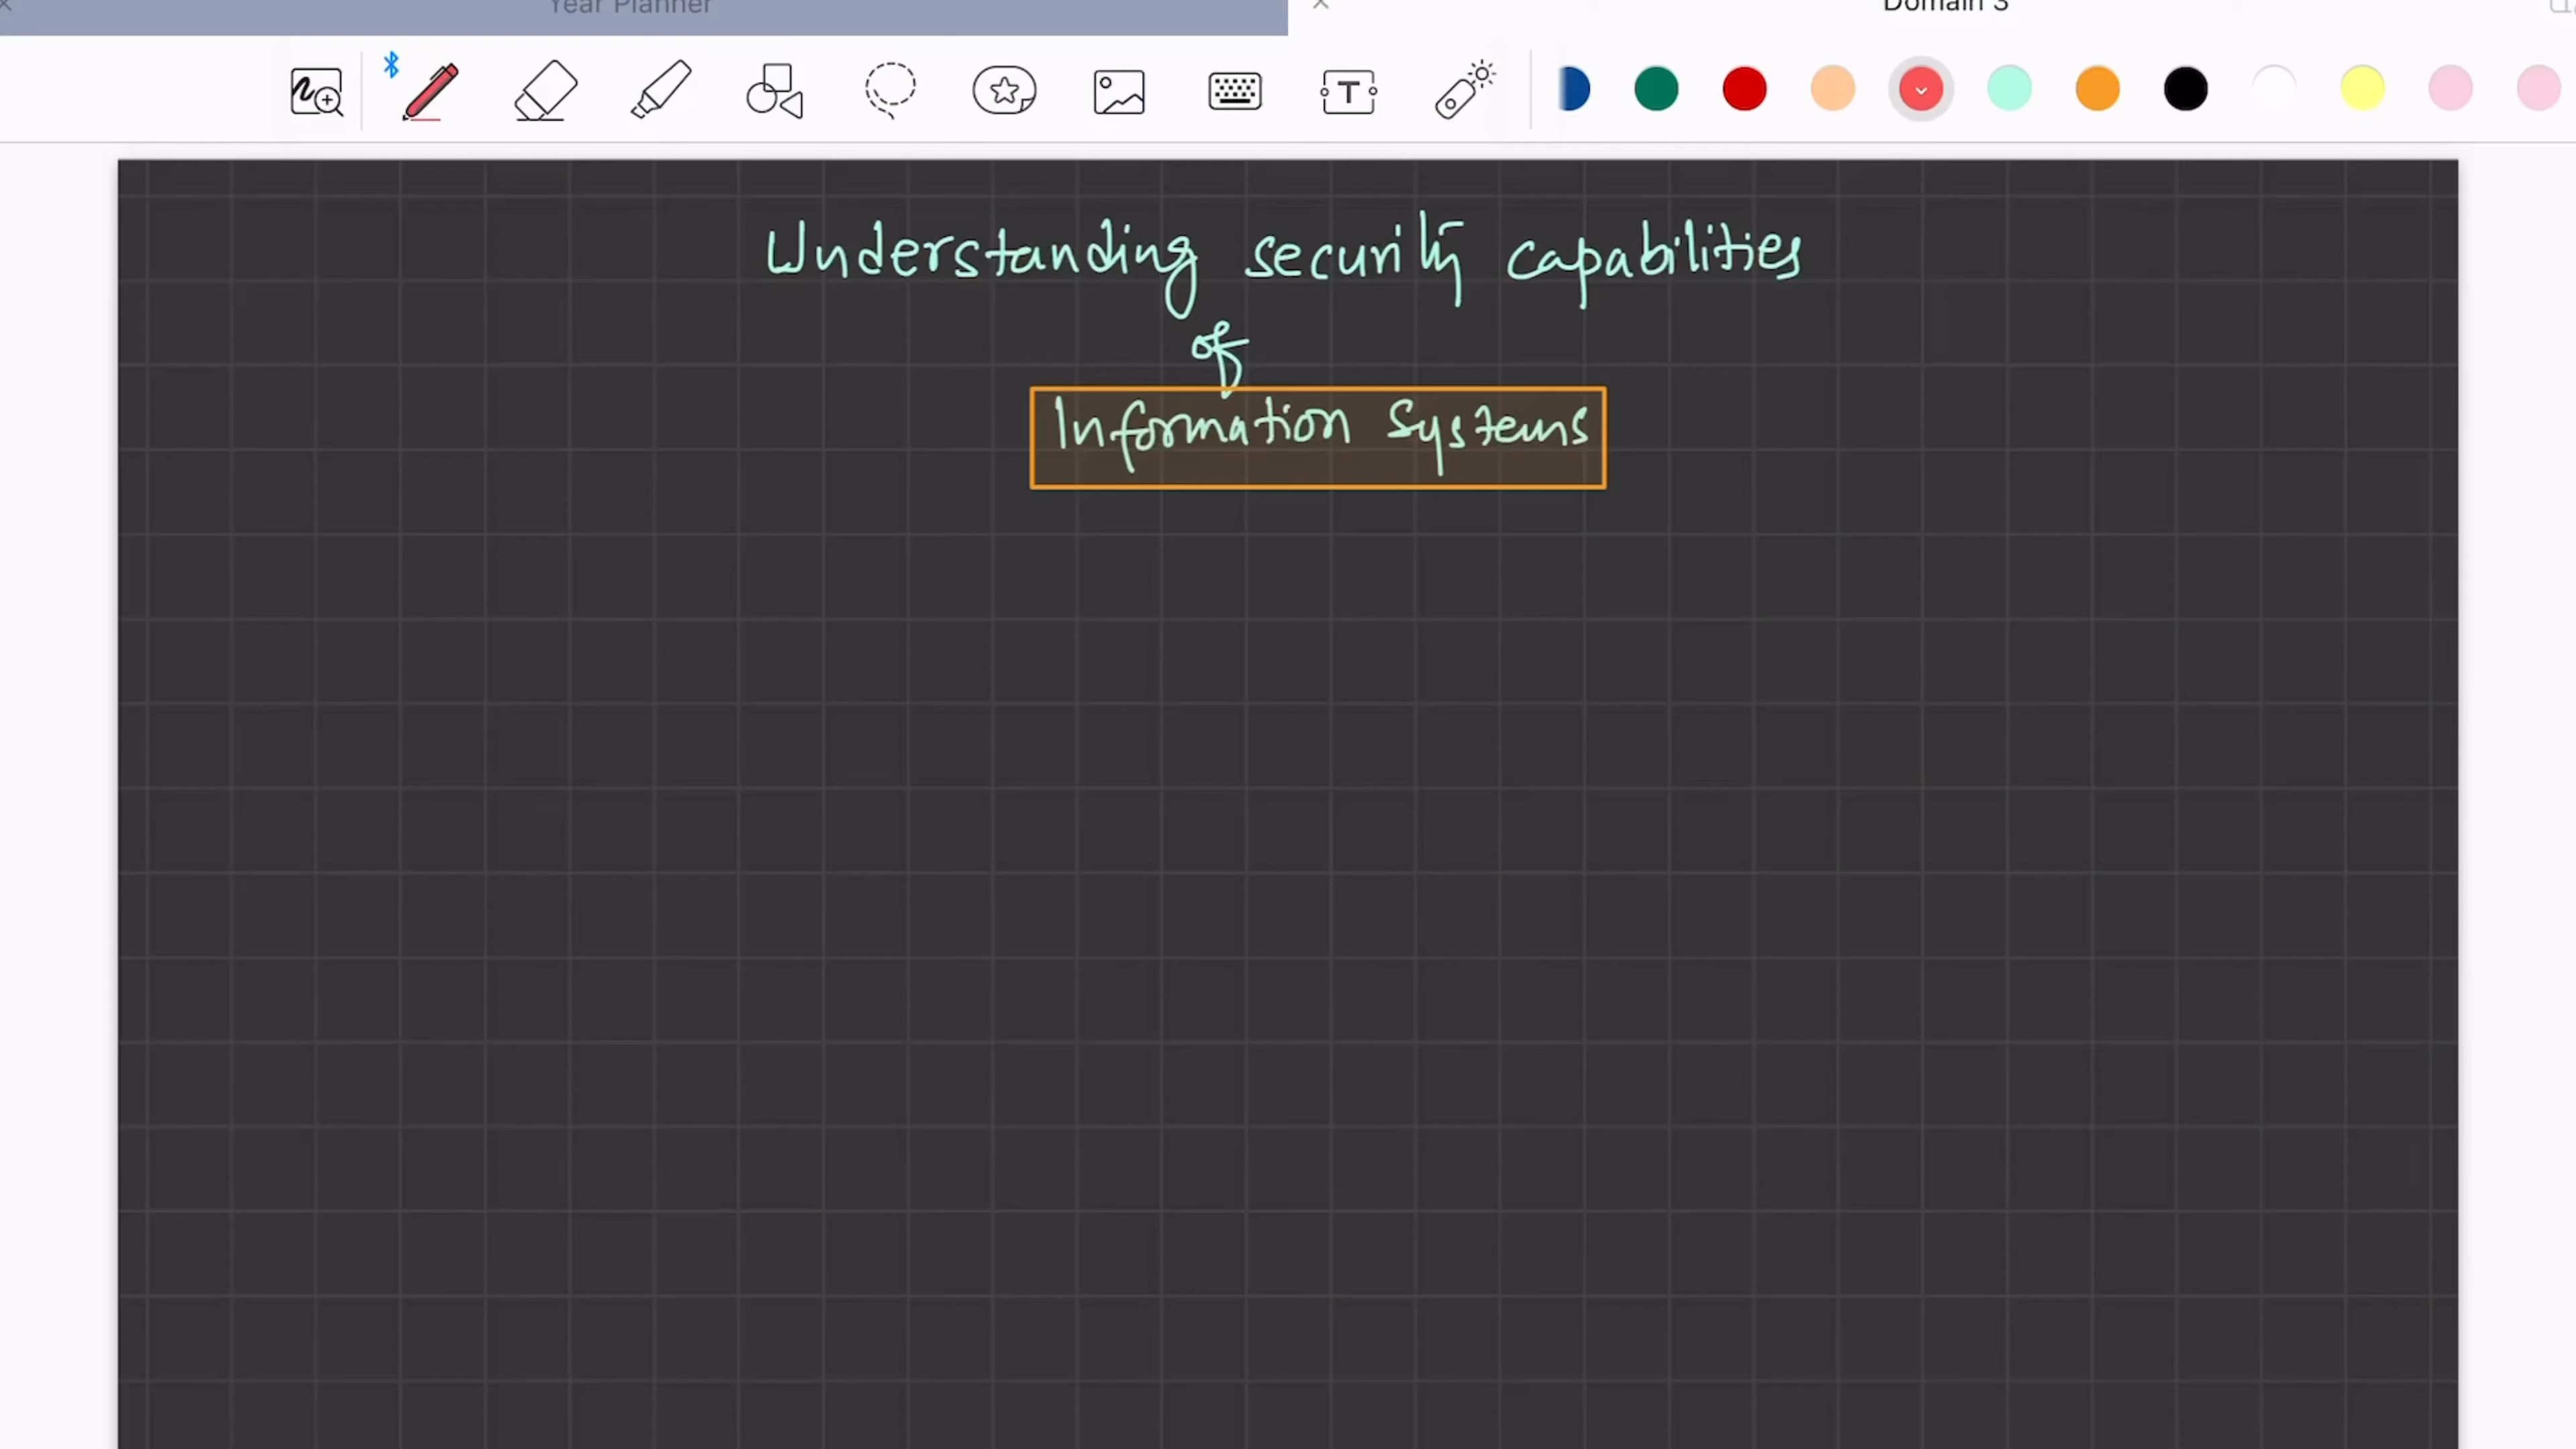 Year Planner
Domain 3
Understanding security capabilities
of
Information Systems